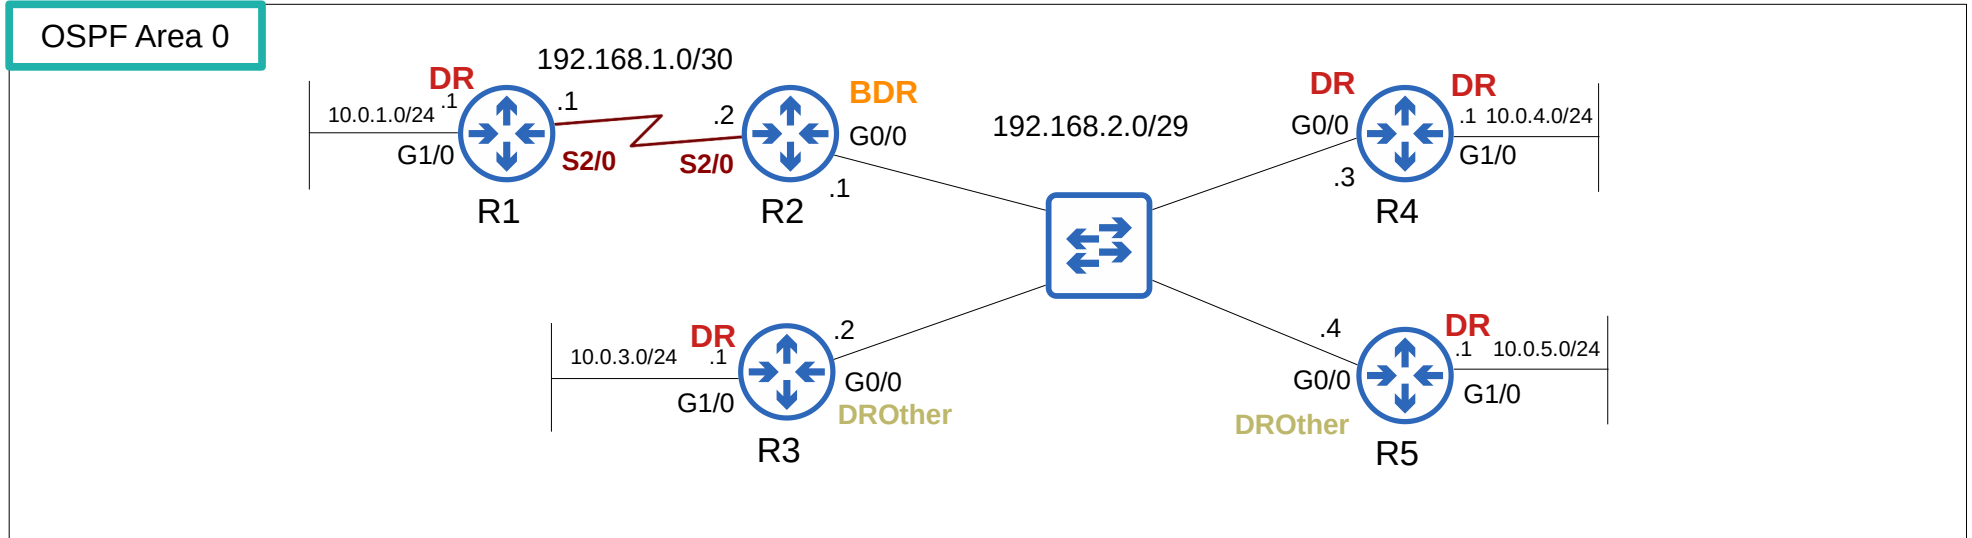 OSPF Area 0
192.168.1.0/30
DR
10.0.1.0/24
.1
G1/0
R1
.1
S2/0
.2
S2/0
R2
BDR
G0/0
.1
192.168.2.0/29
DR
G0/0
.3
R4
DR
.1 10.0.4.0/24
G1/0
DR
10.0.3.0/24 .1
G1/0
R3
.2
G0/0
DROther
.4
G0/0
DROther
R5
DR
.1 10.0.5.0/24
G1/0